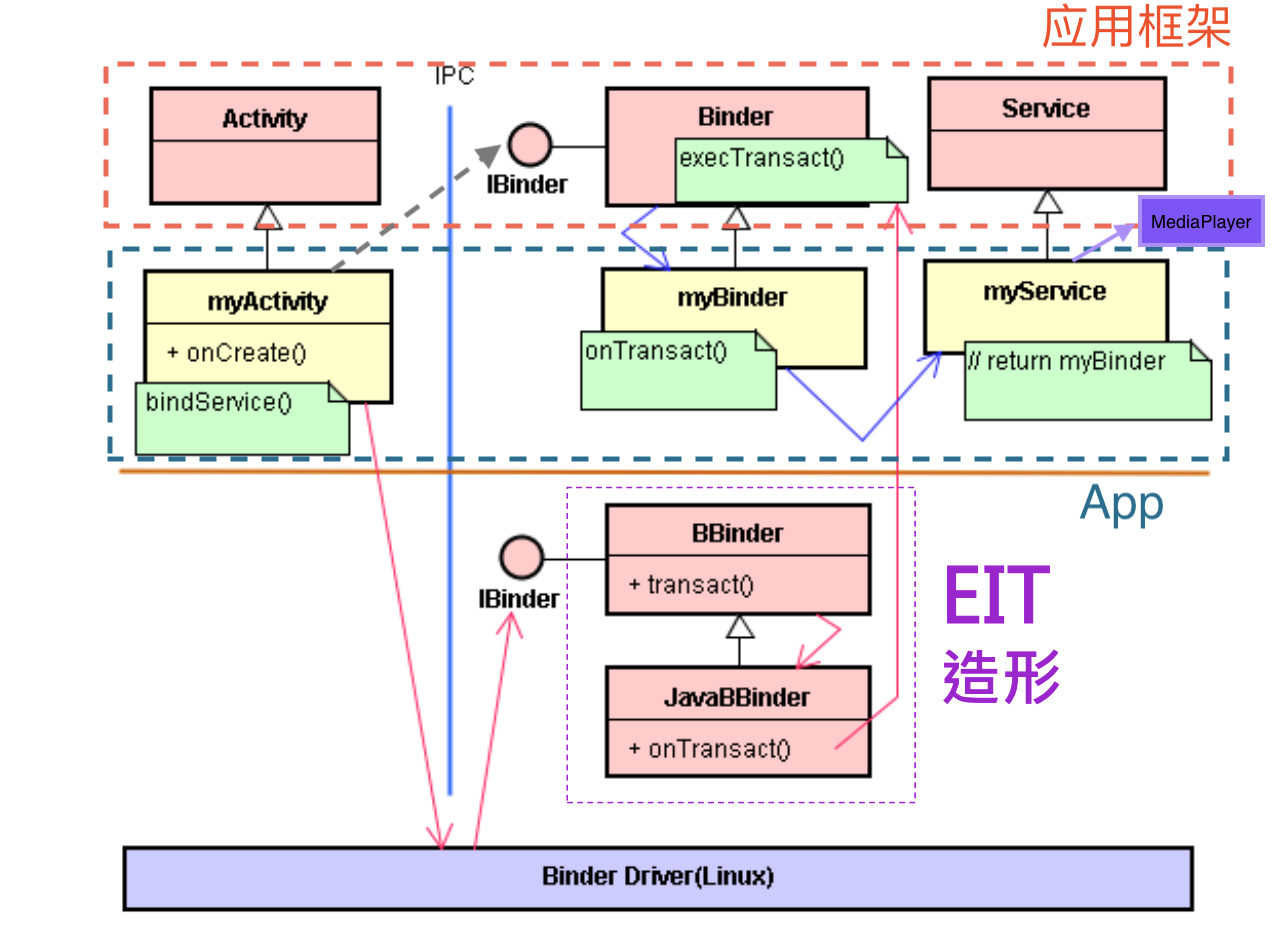 应用框架
IPC
Activity
Binder
execTransact()
Service
IBinder
MediaPlayer
myActivity
+ onCreate()
bindService()
myBinder
onTransact()
myService
// return myBinder
App
BBinder
+ transact()
IBinder
EIT
造形
JavaBBinder
+ onTransact()
Binder Driver(Linux)